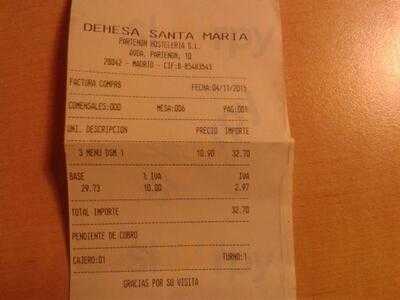 DEHESA SANTA MARIA
PARTENON HOSTELERIA S.L.
AVDA. PARTENON, 10
28042 - MADRID - CIF:B-85483543
FACTURA COMPRB FECHA:04/11/2015
COMENSALES:000 MESA:006 PAG:001
UNI. DESCRIPCION PRECIO IMPORTE
3 MENU DSM 1 10.90 32.70
BASE % IVA IVA
29.73 10.00 2.97
TOTAL IMPORTE 32.70
PENDIENTE DE COBRO
CAJERO:01 TURNO:1
GRACIAS POR SU VISITA